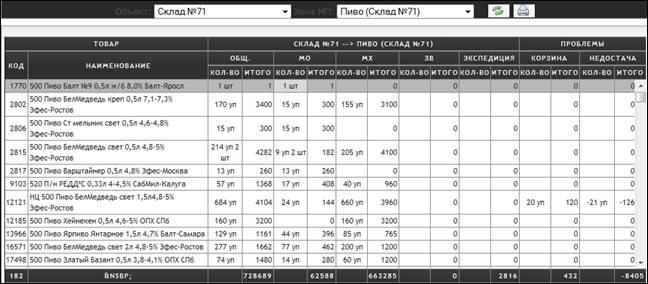 Объект: Склад №71 Зона МП: Пиво (Склад №71)
ТОВАР СКЛАД №71 --> ПИВО (СКЛАД №71) ПРОБЛЕМЫ
КОД НАИМЕНОВАНИЕ ОБЩ. МО МХ ЗВ ЭКСПЕДИЦИЯ КОРЗИНА НЕДОСТАЧА
КОЛ-ВО ИТОГО КОЛ-ВО ИТОГО КОЛ-ВО ИТОГО КОЛ-ВО ИТОГО КОЛ-ВО ИТОГО КОЛ-ВО ИТОГО КОЛ-ВО ИТОГО
1770 500 Пиво Балт №9 0,5л ж/б 8,0% Балт-Яросл 1 шт 1 1 шт 1 0 0 0 0 0
2802 500 Пиво БелМедведь креп 0,5л 7,1-7,3%
Эфес-Ростов 170 уп 3400 15 уп 300 155 уп 3100 0 0 0 0
2806 500 Пиво Ст мельник свет 0,5л 4,6-4,8%
Эфес-Ростов 15 уп 300 15 уп 300 0 0 0 0 0
2815 500 Пиво БелМедведь свет 0,5л 4,8-5%
Эфес-Ростов 214 уп 2
шт 4282 9 уп 2 шт 182 205 уп 4100 0 0 0 0
2817 500 Пиво Варштайнер 0,5л 4,8% Эфес-Москва 13 уп 260 13 уп 260 0 0 0 0 0
9103 520 П/н РЕДД'С 0,33л 4-4,5% СабМил-Калуга 57 уп 1368 17 уп 408 40 уп 960 0 0 0 0
12121 НЦ 500 Пиво БелМедведь свет 1,5л4,8-5%
Эфес-Ростов 684 уп 4104 24 уп 144 660 уп 3960 0 0 20 уп 120 -21 уп -126
12185 500 Пиво Хейнекен 0,5л 4,6-5% ОПХ СПб 160 уп 3200 0 160 уп 3200 0 0 0 0
13966 500 Пиво Ярпиво Янтарное 1,5л 4,7% Балт-Самара 129 уп 1161 44 уп 396 85 уп 765 0 0 0 0
16571 500 Пиво БелМедведь свет 2л 4,8-5% Эфес-Ростов 277 уп 1662 77 уп 462 200 уп 1200 0 0 0 0
17498 500 Пиво Златый Базант 0,5л 3,8-4,1% ОПХ СПб 74 уп 1480 14 уп 280 60 уп 1200 0 0 0 0
182 &NSBP; 728689 62588 663285 0 2816 432 -8405